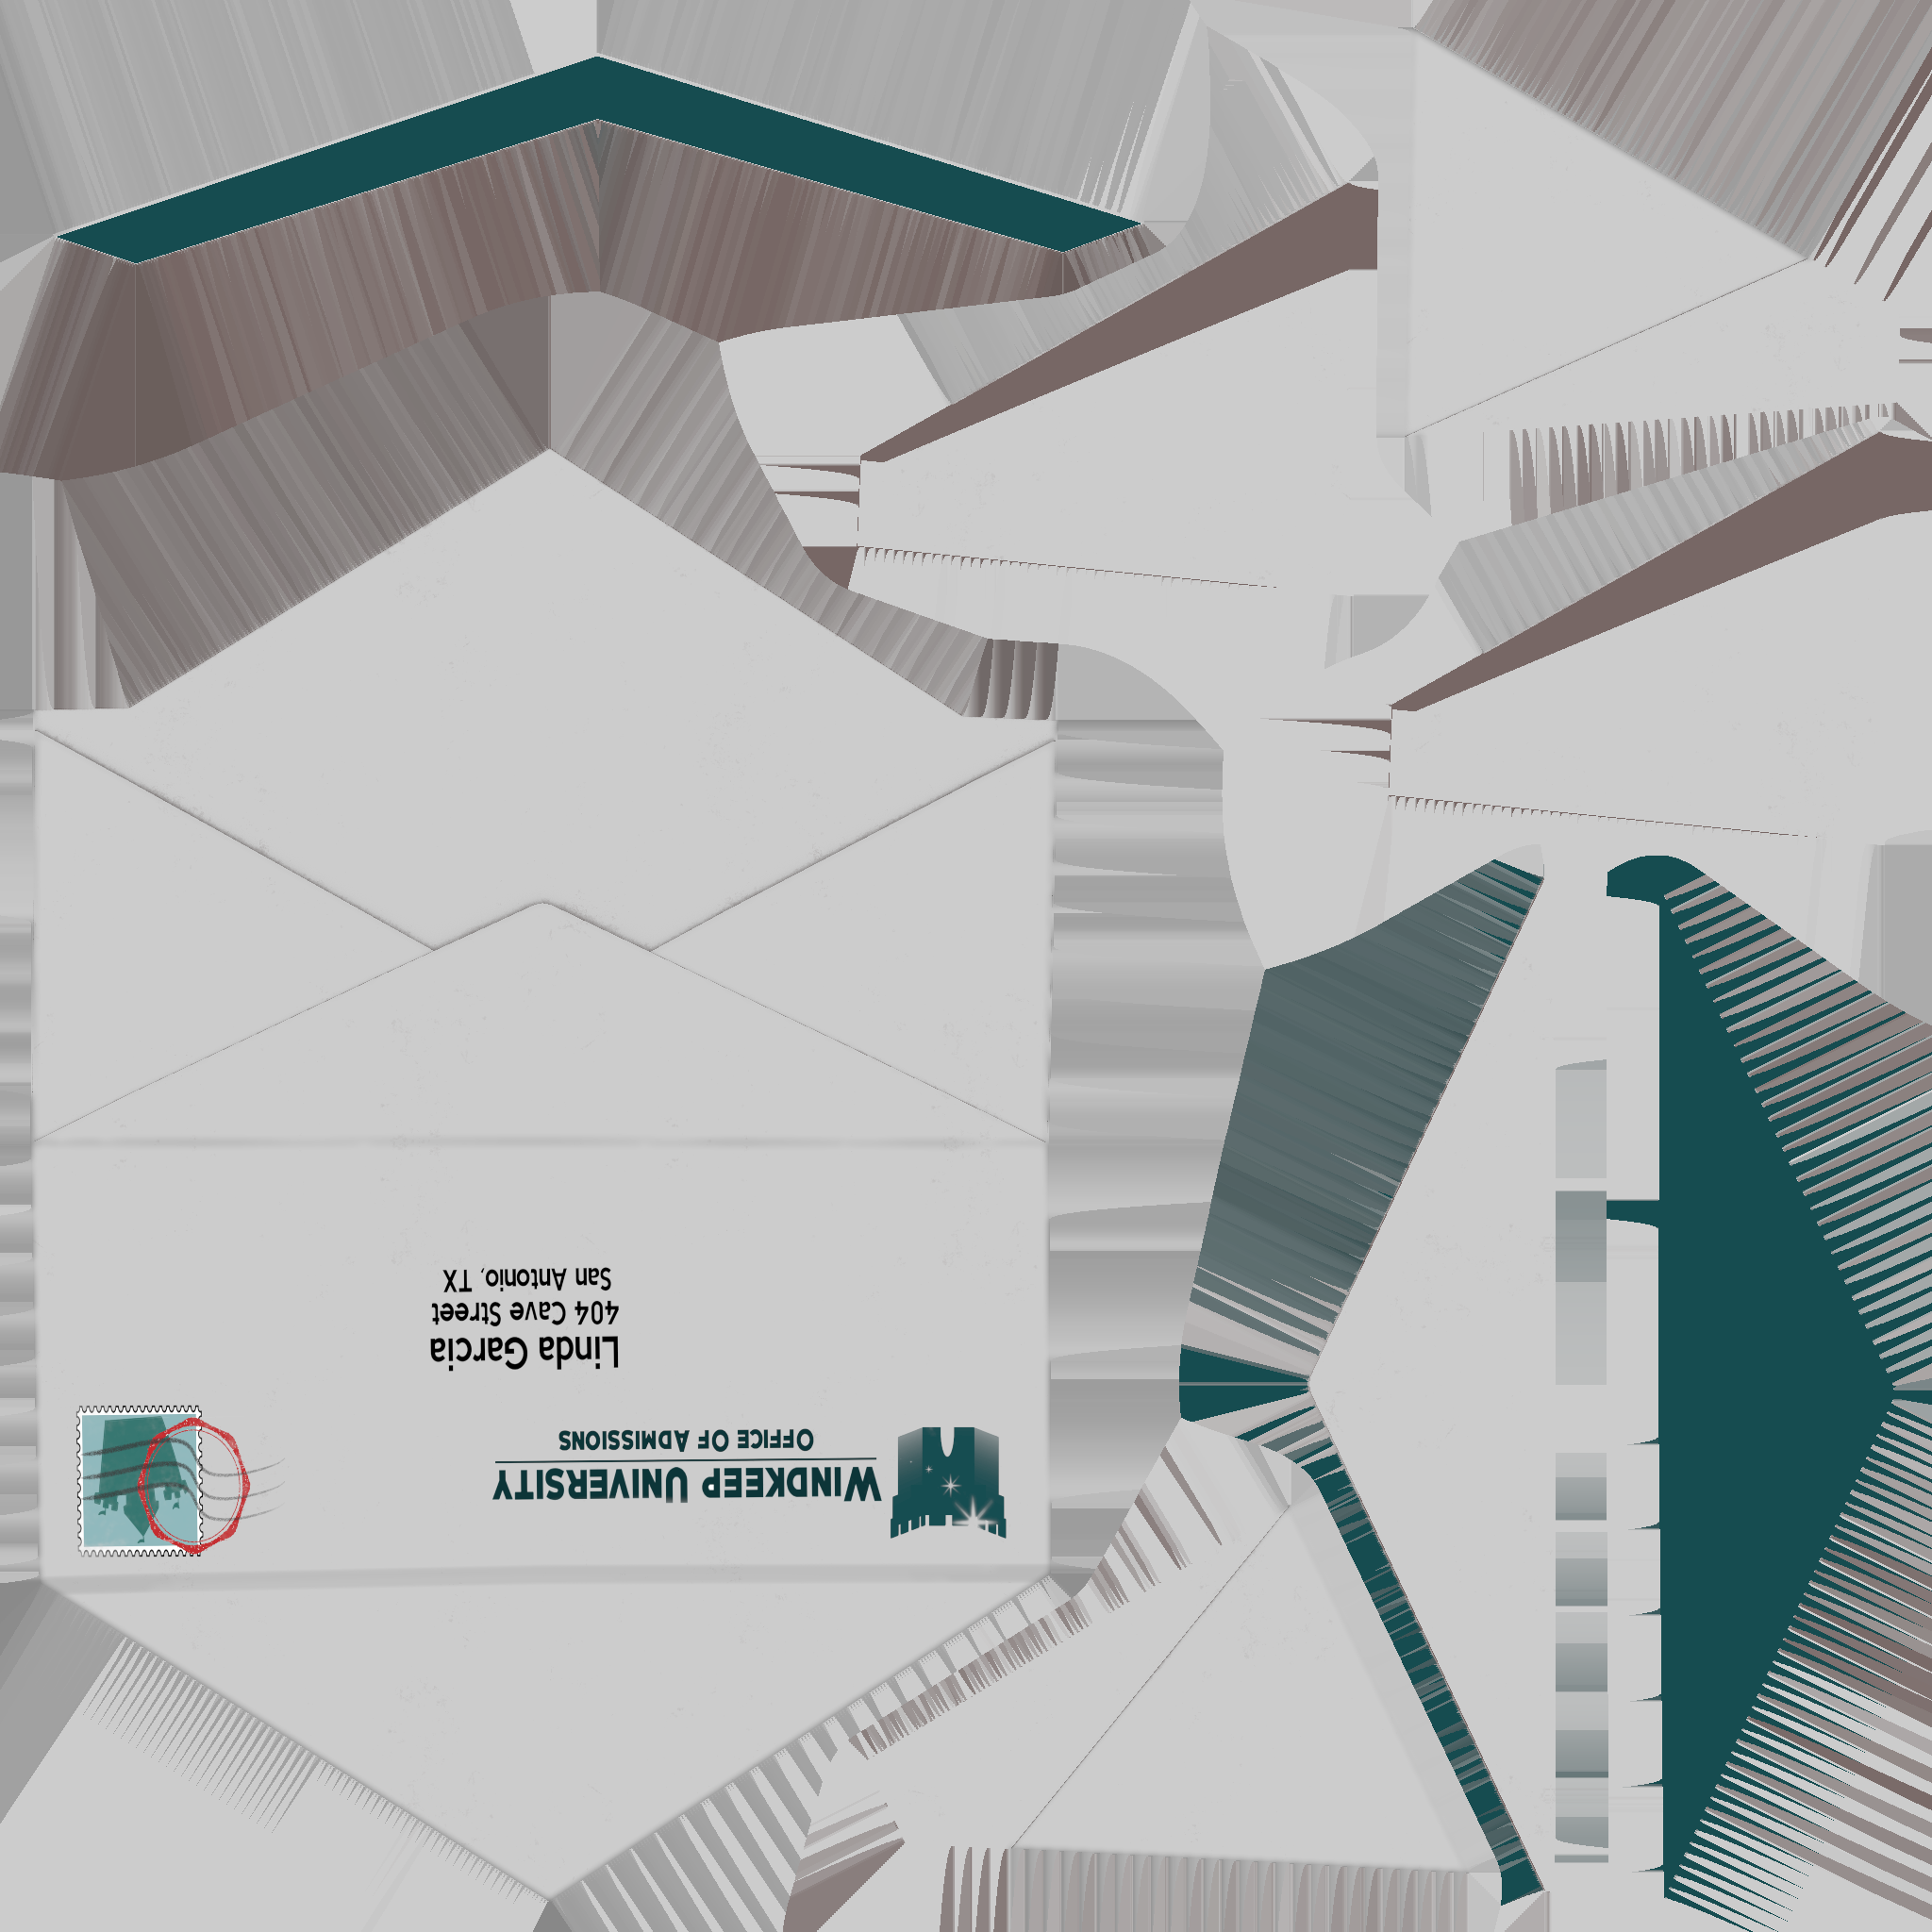 WINDKEEP UNIVERSITY
OFFICE OF ADMISSIONS
Linda Garcia
404 Cave Street
San Antonio, TX